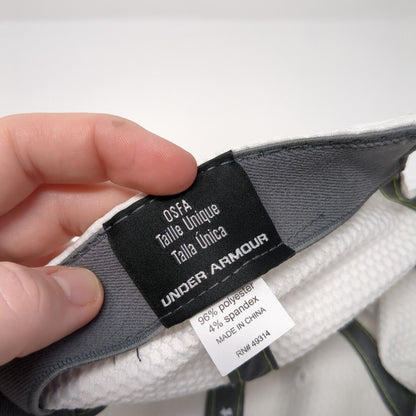 OSFA
Taille Unique
Talla Única
UNDER ARMOUR
96% polyester
4% spandex
MADE IN CHINA
RN# 49314